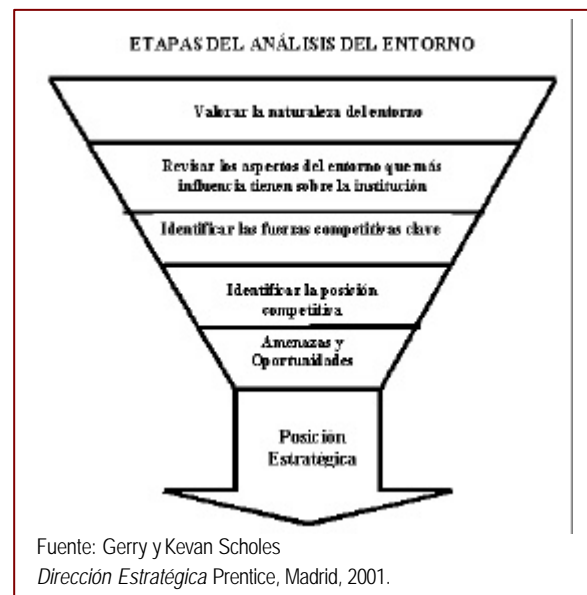 ETAPAS DEL ANÁLISIS DEL ENTORNO
Valorar la naturaleza del entorno
Revisar los aspectos del entorno que más
influencia tienen sobre la institución
Identificar las fuerzas competitivas clave
Identificar la posición
competitiva
Amenazas y
Oportunidades
Posición
Estratégica
Fuente: Gerry y Kevan Scholes
Dirección Estratégica Prentice, Madrid, 2001.